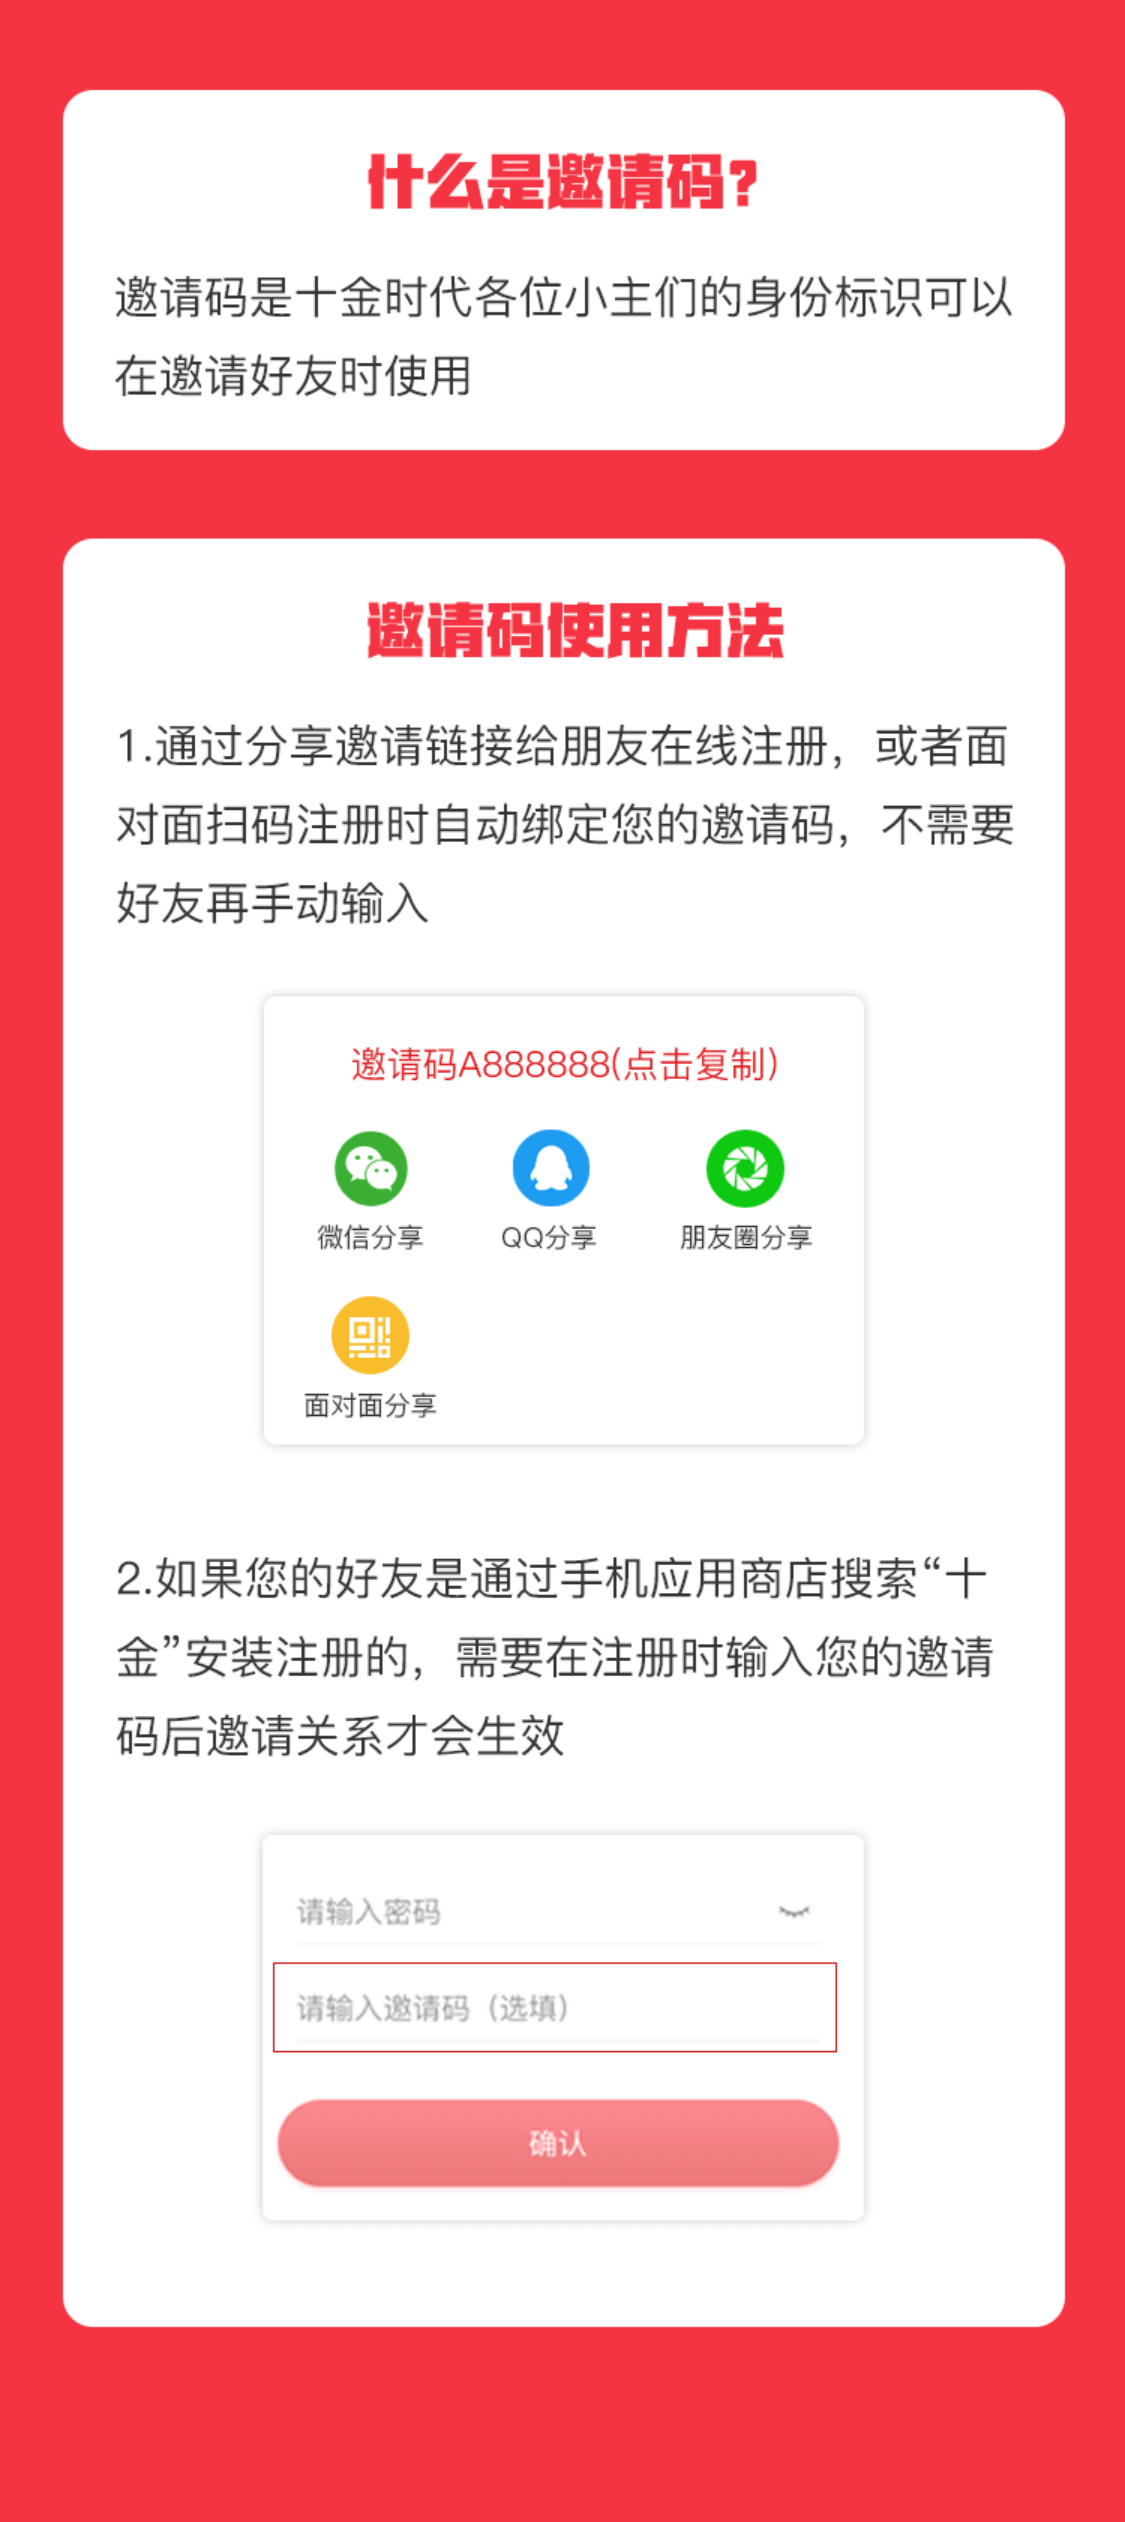 什么是邀请码?
邀请码是十金时代各位小主们的身份标识可以
在邀请好友时使用
邀请码使用方法
1.通过分享邀请链接给朋友在线注册，或者面
对面扫码注册时自动绑定您的邀请码，不需要
好友再手动输入
邀请码A888888(点击复制)
微信分享 QQ分享 朋友圈分享
面对面分享
2.如果您的好友是通过手机应用商店搜索“十
金”安装注册的，需要在注册时输入您的邀请
码后邀请关系才会生效
请输入密码
请输入邀请码（选填）
确认